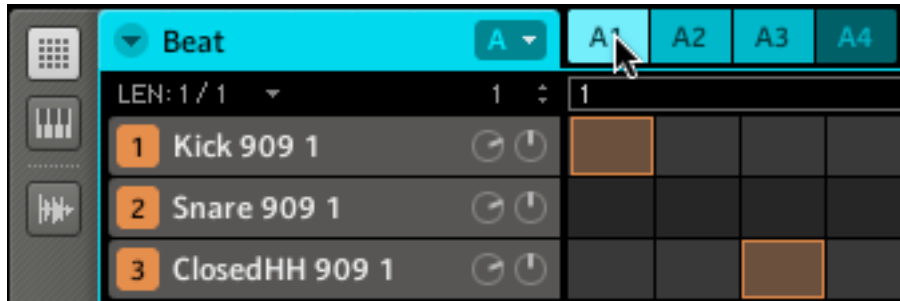 Beat A A1 A2 A3 A4
LEN: 1 / 1 1 1
1 Kick 909 1
2 Snare 909 1
3 ClosedHH 909 1